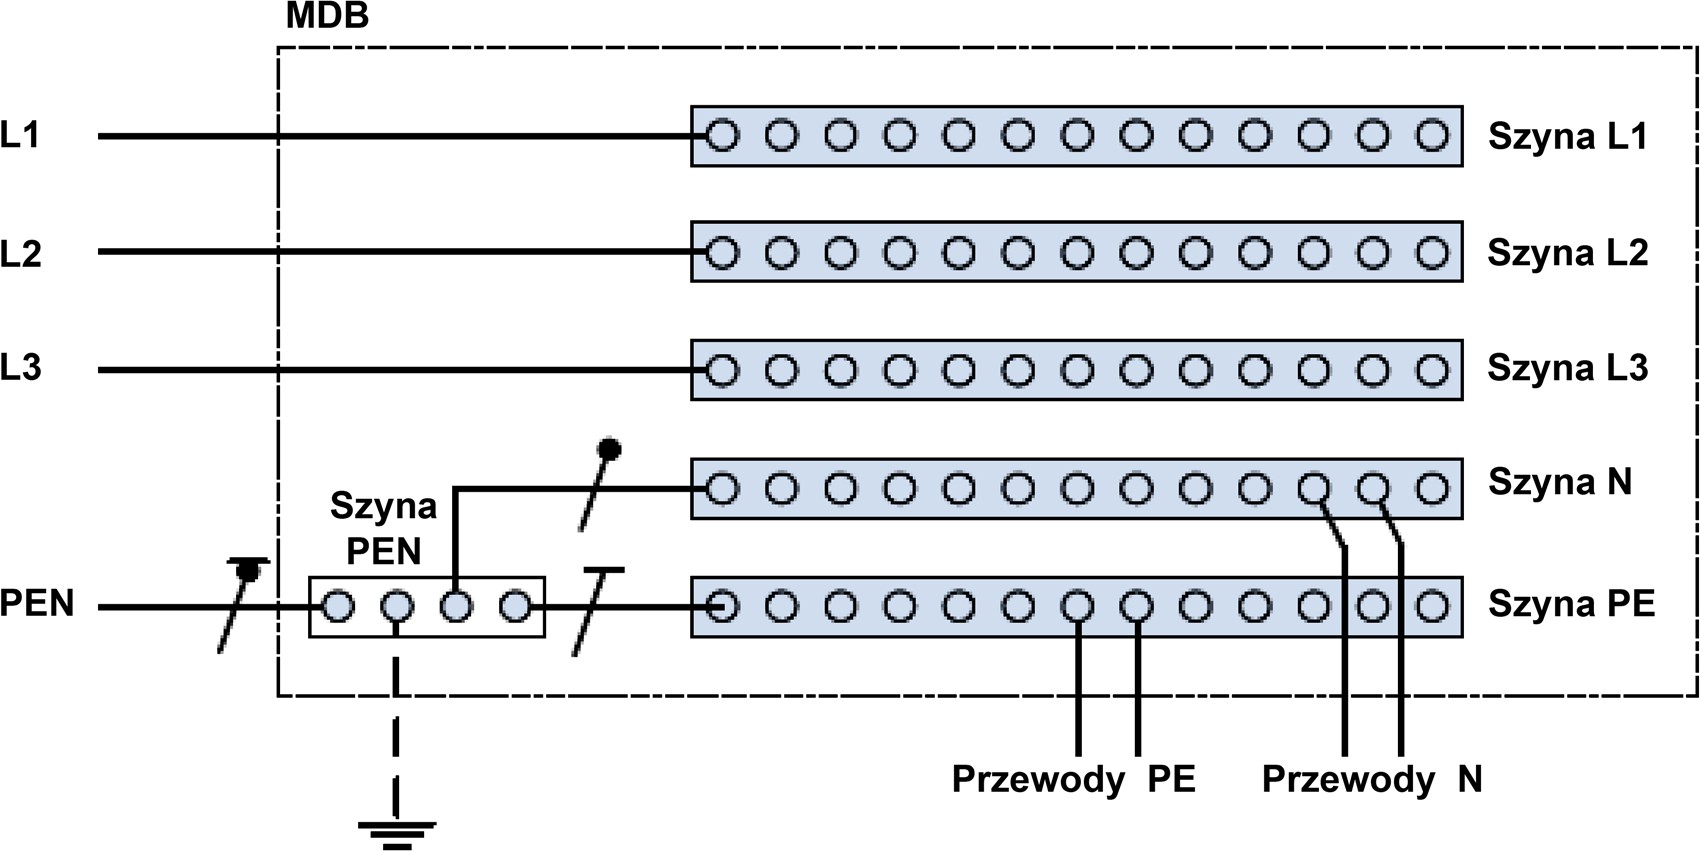 MDB
L1
Szyna L1
L2
Szyna L2
L3
Szyna L3
Szyna N
Szyna
PEN
PEN
Szyna PE
Przewody PE
Przewody N